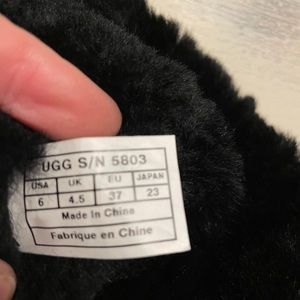 UGG S/N 5803
USA UK EU JAPAN
6 4.5 37 23
Made In China
Fabrique en Chine